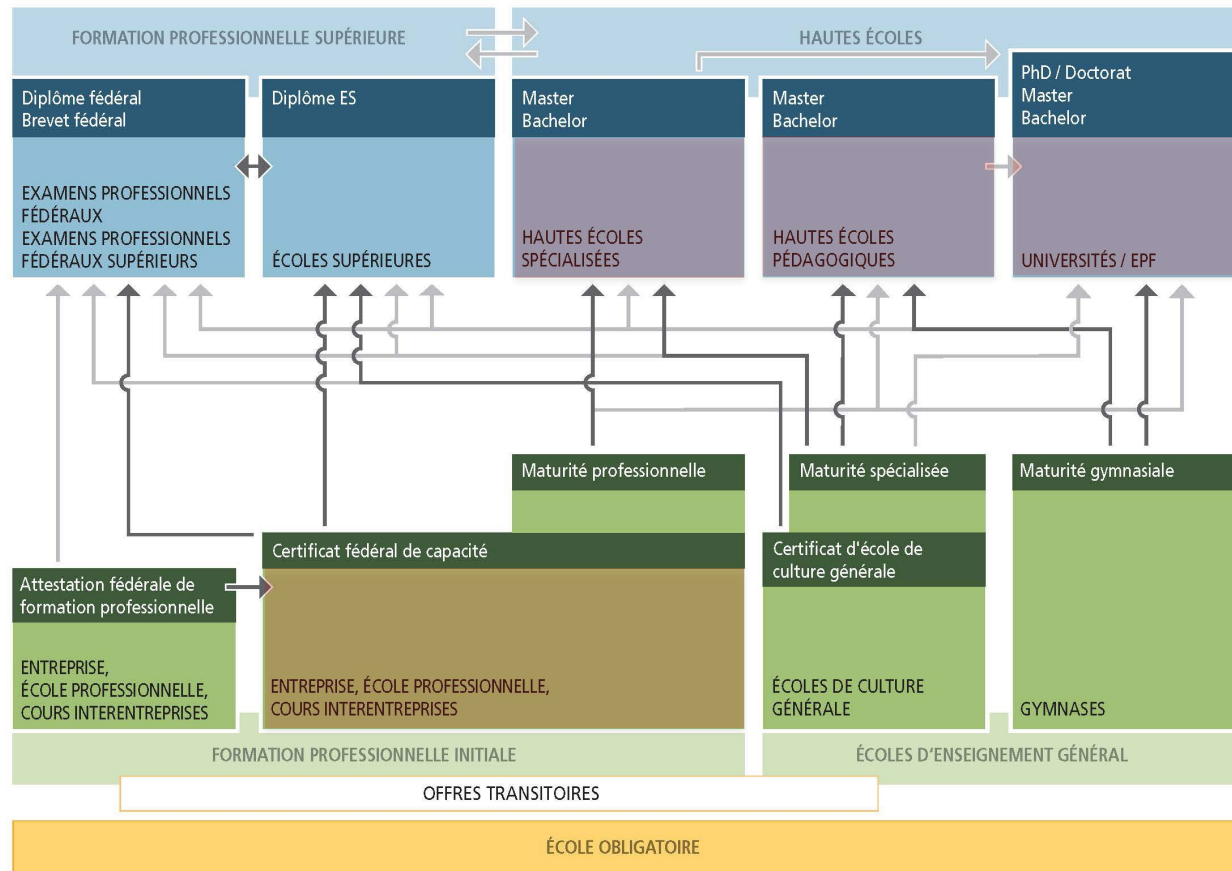 FORMATION PROFESSIONNELLE SUPÉRIEURE
HAUTES ÉCOLES
Diplôme fédéral
Brevet fédéral
Diplôme ES
Master
Bachelor
Master
Bachelor
PhD / Doctorat
Master
Bachelor
EXAMENS PROFESSIONNELS
FÉDÉRAUX
EXAMENS PROFESSIONNELS
FÉDÉRAUX SUPÉRIEURS
ÉCOLES SUPÉRIEURES
HAUTES ÉCOLES
SPÉCIALISÉES
HAUTES ÉCOLES
PÉDAGOGIQUES
UNIVERSITÉS / EPF
Maturité professionnelle
Maturité spécialisée
Maturité gymnasiale
Certificat fédéral de capacité
Certificat d'école de
culture générale
Attestation fédérale de
formation professionnelle
ENTREPRISE,
ÉCOLE PROFESSIONNELLE,
COURS INTERENTREPRISES
ENTREPRISE, ÉCOLE PROFESSIONNELLE,
COURS INTERENTREPRISES
ÉCOLES DE CULTURE
GÉNÉRALE
GYMNASES
FORMATION PROFESSIONNELLE INITIALE
ÉCOLES D'ENSEIGNEMENT GÉNÉRAL
OFFRES TRANSITOIRES
ÉCOLE OBLIGATOIRE